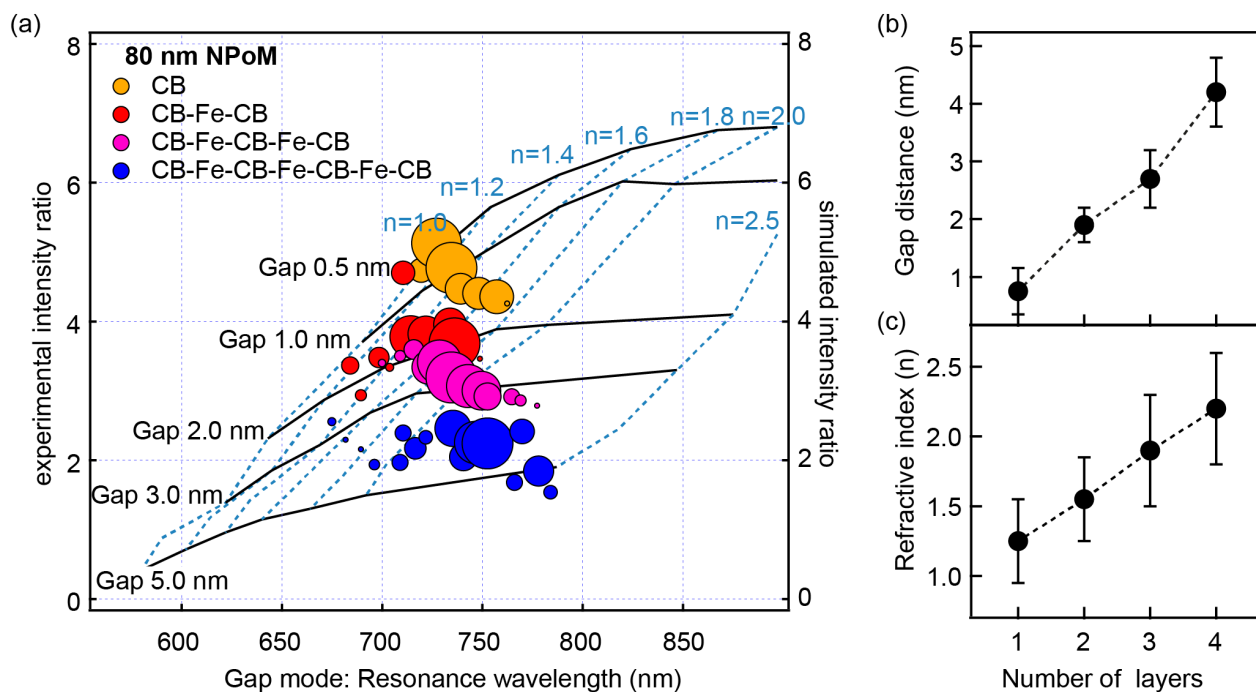 (a)
8
6
4
2
0
experimental intensity ratio
80 nm NPoM
CB
CB-Fe-CB
CB-Fe-CB-Fe-CB
CB-Fe-CB-Fe-CB-Fe-CB
n=1.0
n=1.2
n=1.4
n=1.6
n=1.8
n=2.0
n=2.5
Gap 0.5 nm
Gap 1.0 nm
Gap 2.0 nm
Gap 3.0 nm
Gap 5.0 nm
8
6
4
2
0
simulated intensity ratio
600
650
700
750
800
850
Gap mode: Resonance wavelength (nm)
(b)
5
4
3
2
1
Gap distance (nm)
(c)
2.5
2.0
1.5
1.0
Refractive index (n)
1
2
3
4
Number of layers